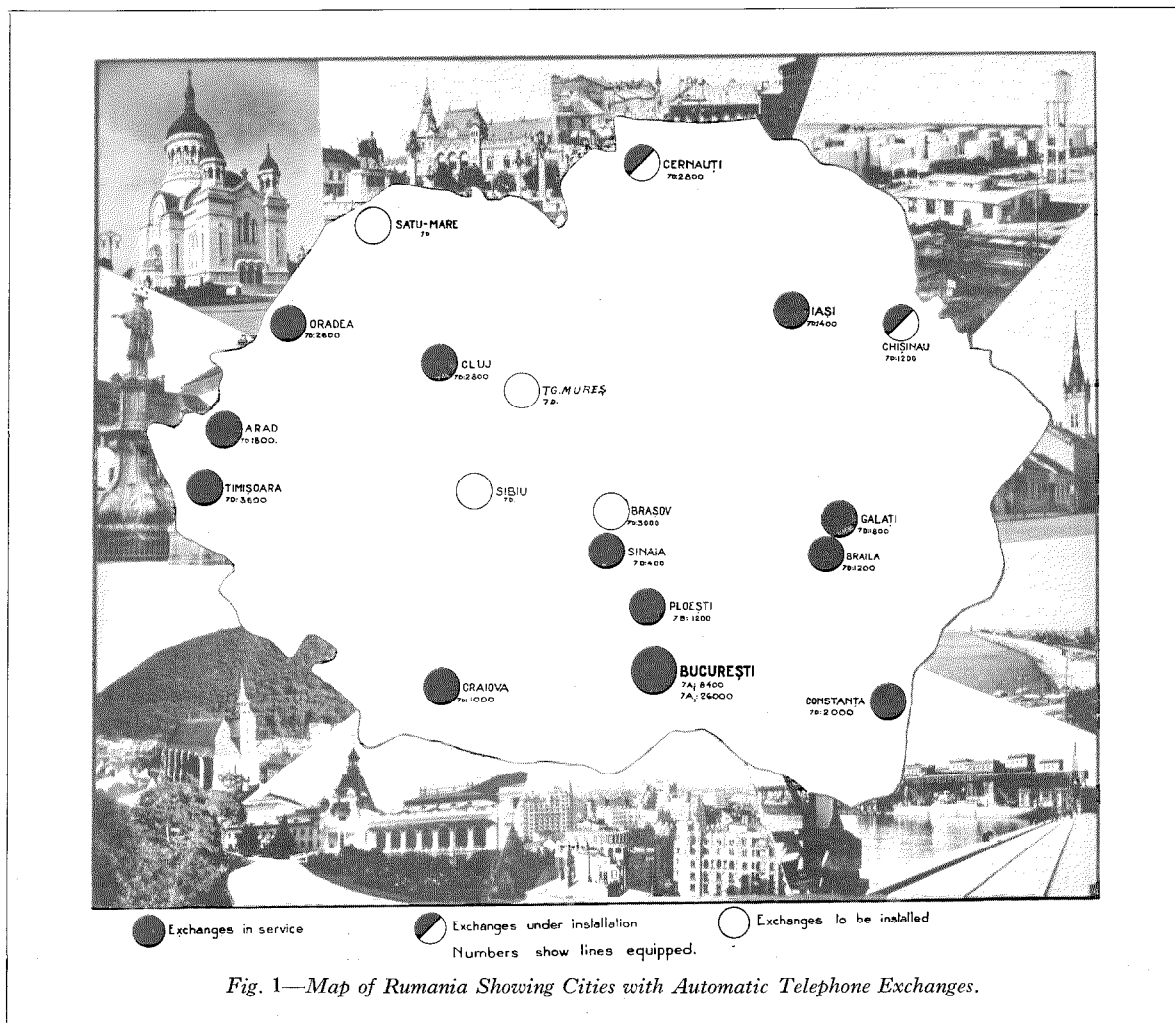 CERNAUȚI
7D:2800
SATU-MARE
7D.
ORADEA
7D:2600
IAȘI
7D:1400
CHIȘINAU
7D:1200
CLUJ
7D:2800
TG.MUREȘ
7D.
ARAD
7D:1800.
TIMIȘOARA
7D:3600
SIBIU
7D.
BRASOV
7D:3000
GALAȚI
7D:1800
SINAIA
7D:400
BRAILA
7D:1200
PLOEȘTI
7B:1200
BUCUREȘTI
7A₁:8400
7A₂:26000
CRAIOVA
7D:1000
CONSTANȚA
7D:2000
Exchanges in service
Exchanges under installation
Exchanges to be installed
Numbers show lines equipped.
Fig. 1—Map of Rumania Showing Cities with Automatic Telephone Exchanges.